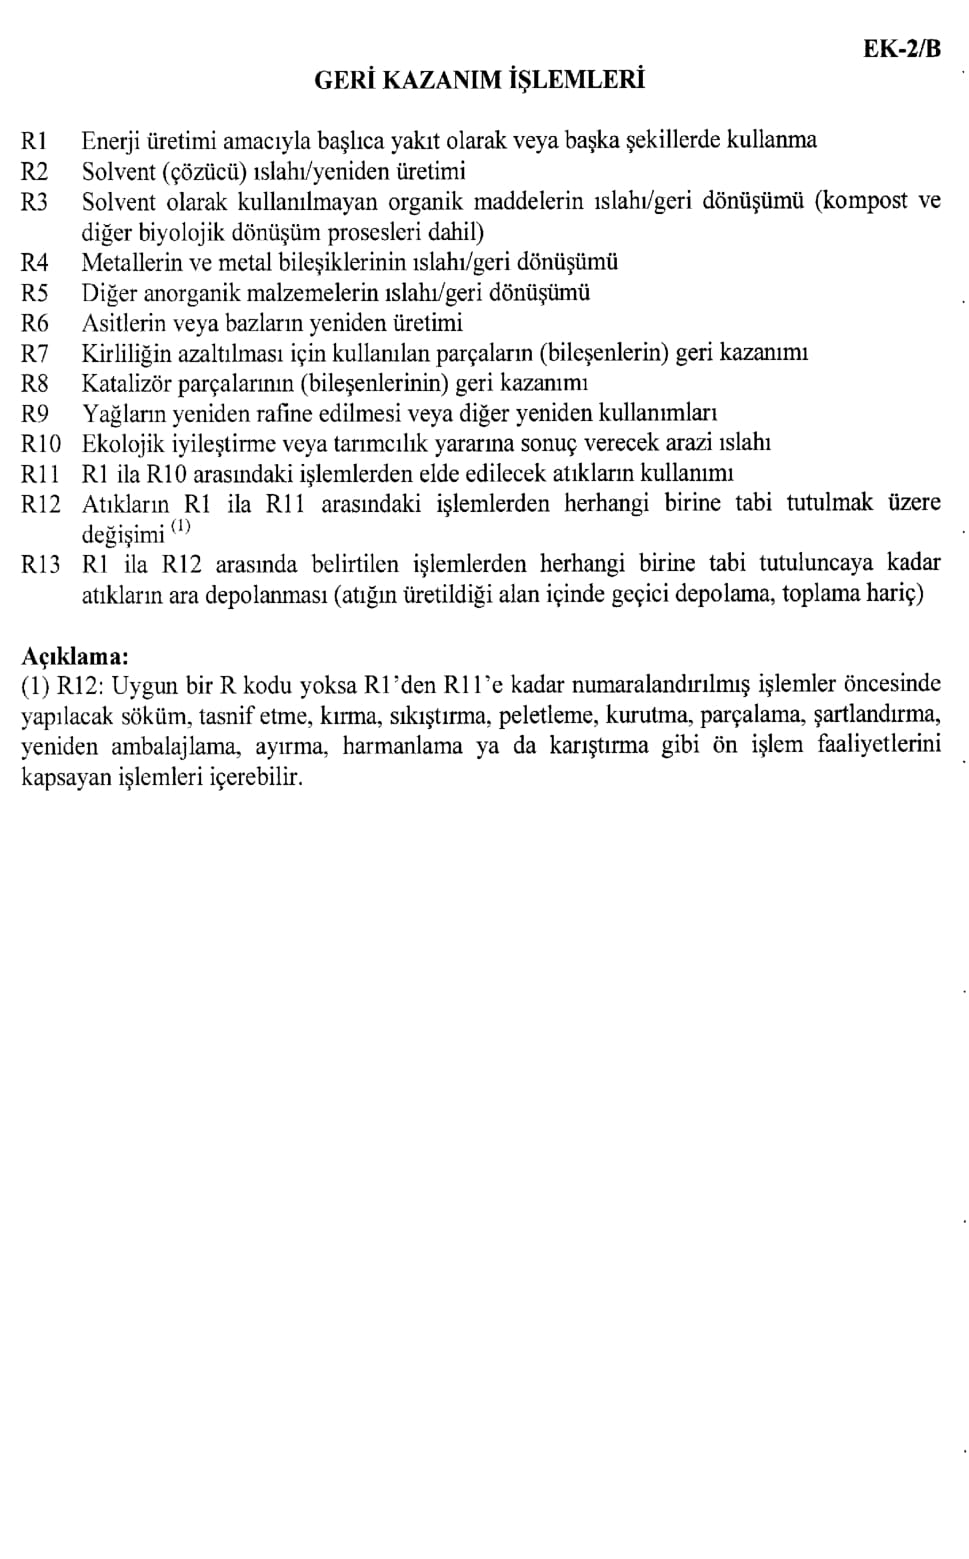 EK-2/B
GERİ KAZANIM İŞLEMLERİ
R1 Enerji üretimi amacıyla başlıca yakıt olarak veya başka şekillerde kullanma
R2 Solvent (çözücü) ıslahı/yeniden üretimi
R3 Solvent olarak kullanılmayan organik maddelerin ıslahı/geri dönüşümü (kompost ve
diğer biyolojik dönüşüm prosesleri dahil)
R4 Metallerin ve metal bileşiklerinin ıslahı/geri dönüşümü
R5 Diğer anorganik malzemelerin ıslahı/geri dönüşümü
R6 Asitlerin veya bazların yeniden üretimi
R7 Kirliliğin azaltılması için kullanılan parçaların (bileşenlerin) geri kazanımı
R8 Katalizör parçalarının (bileşenlerinin) geri kazanımı
R9 Yağların yeniden rafine edilmesi veya diğer yeniden kullanımları
R10 Ekolojik iyileştirme veya tarımcılık yararına sonuç verecek arazi ıslahı
R11 R1 ila R10 arasındaki işlemlerden elde edilecek atıkların kullanımı
R12 Atıkların R1 ila R11 arasındaki işlemlerden herhangi birine tabi tutulmak üzere
değişimi (1)
R13 R1 ila R12 arasında belirtilen işlemlerden herhangi birine tabi tutuluncaya kadar
atıkların ara depolanması (atığın üretildiği alan içinde geçici depolama, toplama hariç)
Açıklama:
(1) R12: Uygun bir R kodu yoksa R1’den R11’e kadar numaralandırılmış işlemler öncesinde
yapılacak söküm, tasnif etme, kırma, sıkıştırma, peletleme, kurutma, parçalama, şartlandırma,
yeniden ambalajlama, ayırma, harmanlama ya da karıştırma gibi ön işlem faaliyetlerini
kapsayan işlemleri içerebilir.